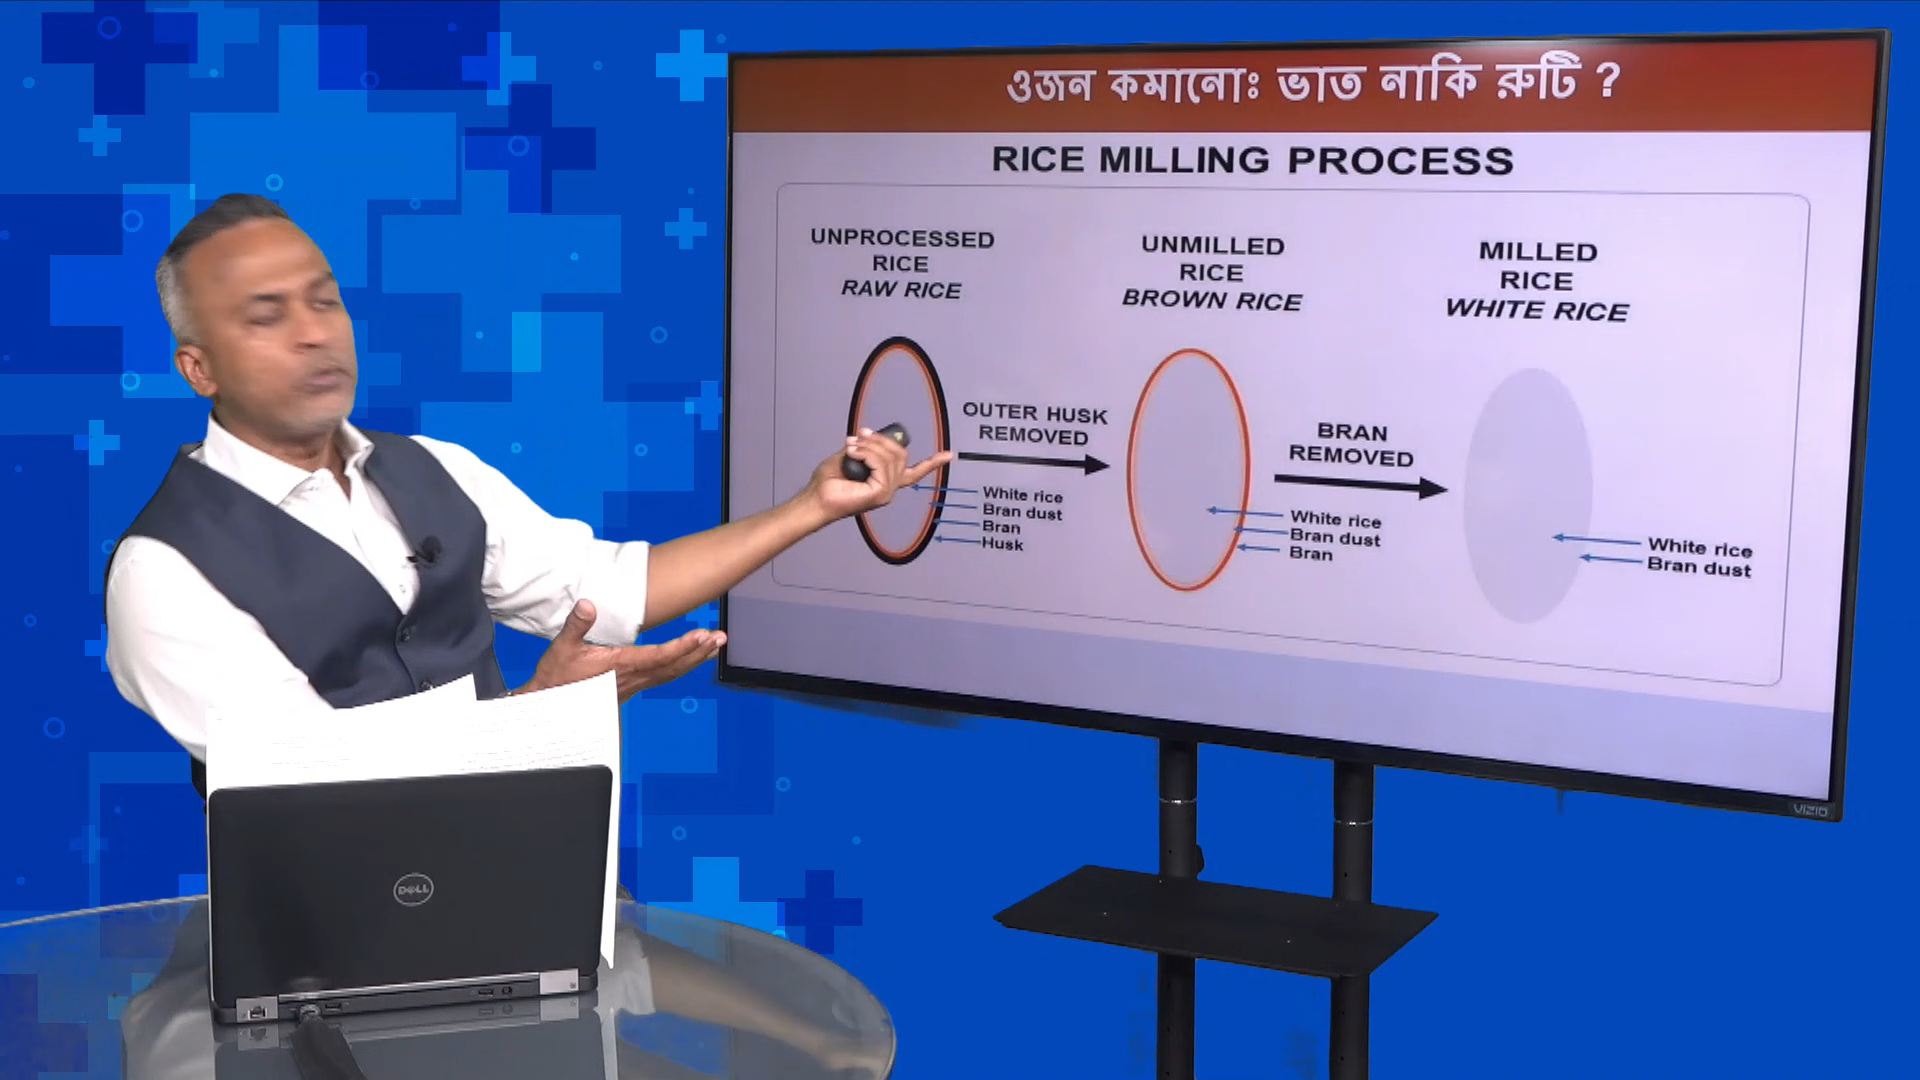 ওজন কমানোঃ ভাত নাকি রুটি ?
RICE MILLING PROCESS
UNPROCESSED
RICE
RAW RICE
UNMILLED
RICE
BROWN RICE
MILLED
RICE
WHITE RICE
OUTER HUSK
REMOVED
BRAN
REMOVED
White rice
Bran dust
Bran
Husk
White rice
Bran dust
Bran
White rice
Bran dust
VIZIO
DELL